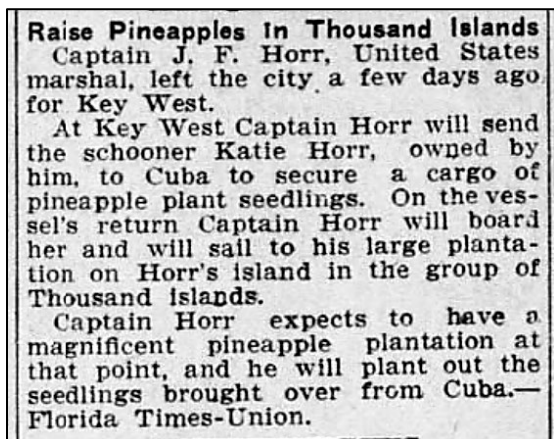 Raise Pineapples In Thousand Islands
Captain J. F. Horr, United States
marshal, left the city a few days ago
for Key West.
At Key West Captain Horr will send
the schooner Katie Horr, owned by
him, to Cuba to secure a cargo of
pineapple plant seedlings. On the ves-
sel's return Captain Horr will board
her and will sail to his large planta-
tion on Horr's island in the group of
Thousand islands.
Captain Horr expects to have a
magnificent pineapple plantation at
that point, and he will plant out the
seedlings brought over from Cuba.—
Florida Times-Union.